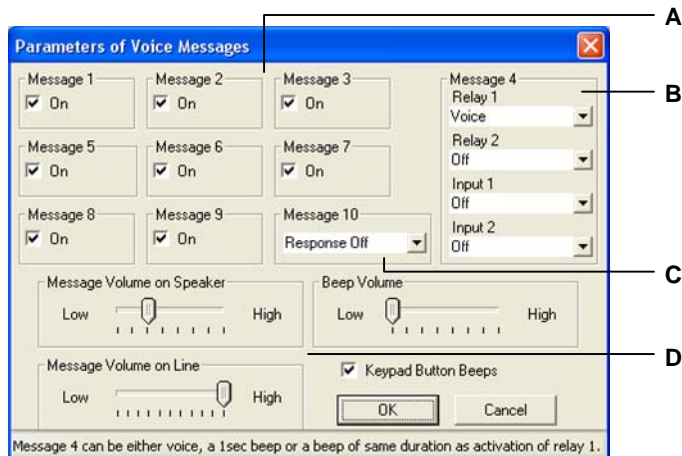 A
Parameters of Voice Messages
Message 1
On
Message 2
On
Message 3
On
Message 4
Relay 1
Voice
Relay 2
Off
Input 1
Off
Input 2
Off
B
Message 5
On
Message 6
On
Message 7
On
Message 8
On
Message 9
On
Message 10
Response Off
C
Message Volume on Speaker
Low High
Beep Volume
Low High
D
Message Volume on Line
Low High
Keypad Button Beeps
OK Cancel
Message 4 can be either voice, a 1sec beep or a beep of same duration as activation of relay 1.